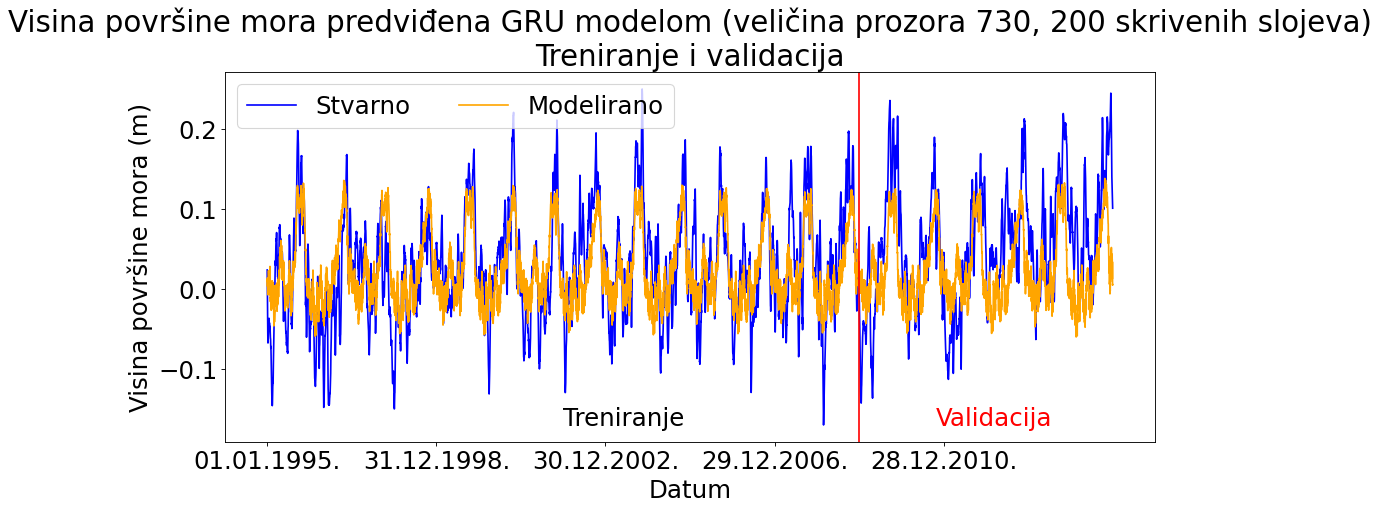 Visina površine mora predviđena GRU modelom (veličina prozora 730, 200 skrivenih slojeva)
Treniranje i validacija
Stvarno
Modelirano
Visina površine mora (m)
0.2
0.1
0.0
−0.1
Treniranje
Validacija
01.01.1995.
31.12.1998.
30.12.2002.
29.12.2006.
28.12.2010.
Datum